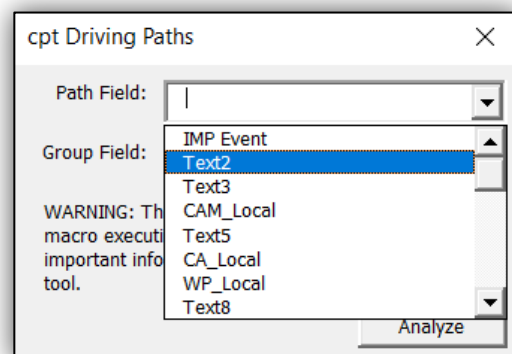 cpt Driving Paths
Path Field:
IMP Event
Group Field:
Text2
Text3
CAM_Local
Text5
CA_Local
WP_Local
Text8
WARNING: Th
macro executi
important info
tool.
Analyze